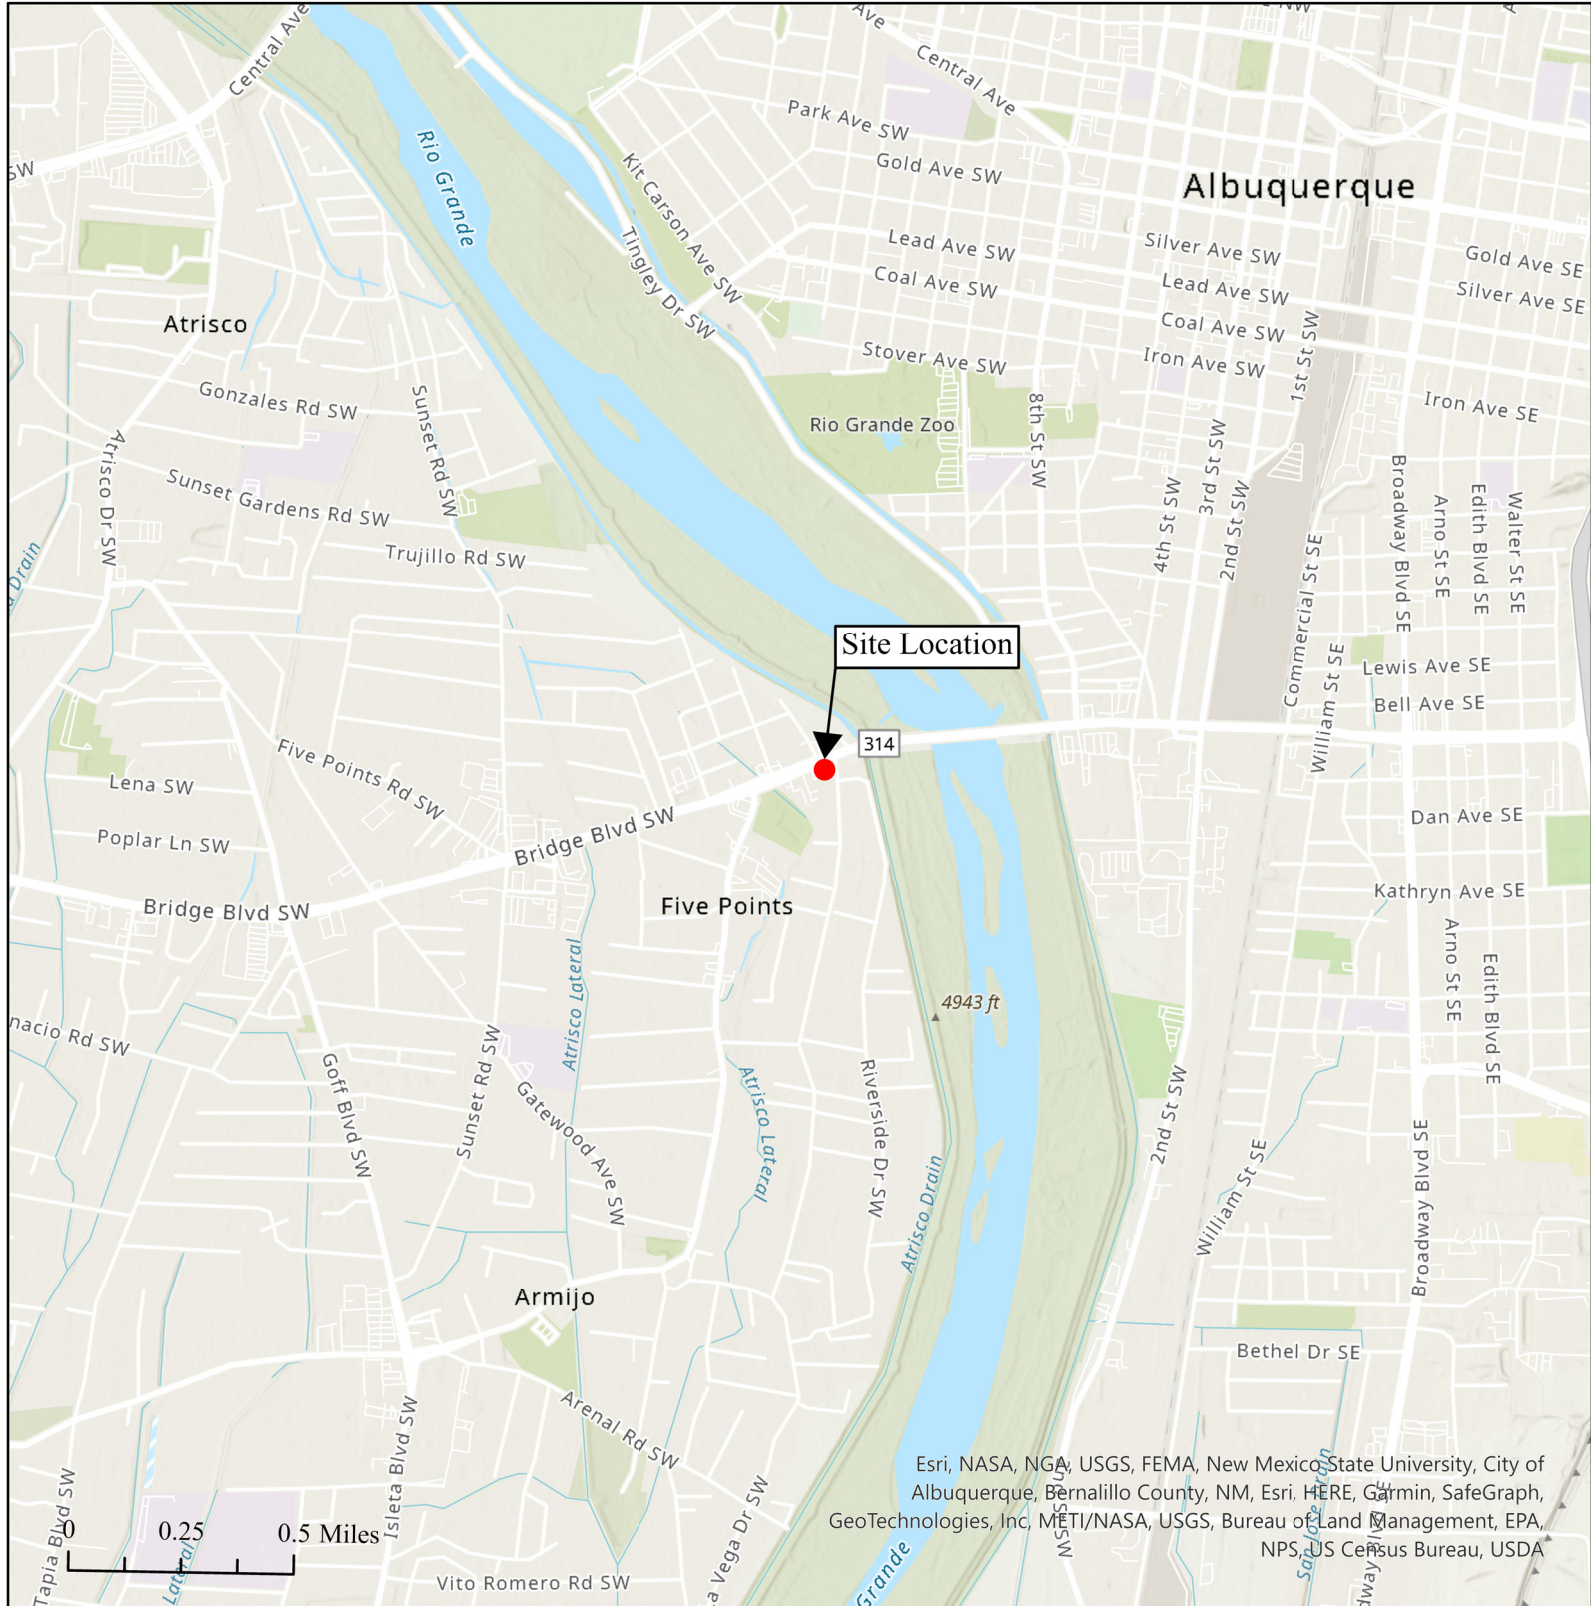 Central Ave
Ave
NW
Central Ave
Park Ave SW
Gold Ave SW
SW
Rio Grande
Kit Carson Ave SW
Albuquerque
Tingley Dr SW
Lead Ave SW
Silver Ave SW
Gold Ave SE
Coal Ave SW
Lead Ave SW
Silver Ave SE
Atrisco
Coal Ave SW
1st St SW
Stover Ave SW
Iron Ave SW
Gonzales Rd SW
Sunset Rd SW
8th St SW
Iron Ave SE
Rio Grande Zoo
Atrisco Dr SW
3rd St SW
Sunset Gardens Rd SW
4th St SW
2nd St SW
Broadway Blvd SE
Arno St SE
Edith Blvd SE
Walter St SE
Trujillo Rd SW
Drain
Commercial St SE
Site Location
William St SE
Lewis Ave SE
Bell Ave SE
314
Five Points Rd SW
Lena SW
Bridge Blvd SW
Dan Ave SE
Poplar Ln SW
Kathryn Ave SE
Bridge Blvd SW
Five Points
Arno St SE
Edith Blvd SE
Atrisco Lateral
4943 ft
nacio Rd SW
Goff Blvd SW
Sunset Rd SW
Gatewood Ave SW
Atrisco Lateral
Riverside Dr SW
2nd St SW
Atrisco Drain
William St SE
Broadway Blvd SE
Armijo
Bethel Dr SE
Arenal Rd SW
Isleta Blvd SW
Tapia Blvd SW
a Vega Dr SW
San Jose Drain
dway Blvd SE
Esri, NASA, NGA, USGS, FEMA, New Mexico State University, City of
Albuquerque, Bernalillo County, NM, Esri, HERE, Garmin, SafeGraph,
GeoTechnologies, Inc, METI/NASA, USGS, Bureau of Land Management, EPA,
NPS, US Census Bureau, USDA
0 0.25 0.5 Miles
Lateral
Vito Romero Rd SW
Grande